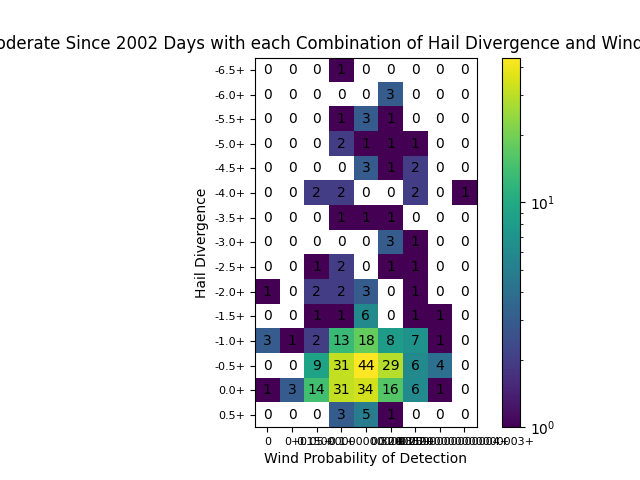 oderate Since 2002 Days with each Combination of Hail Divergence and Wind
-6.5+ 0 0 0 1 0 0 0 0 0
-6.0+ 0 0 0 0 0 3 0 0 0
-5.5+ 0 0 0 1 3 1 0 0 0
-5.0+ 0 0 0 2 1 1 1 0 0
-4.5+ 0 0 0 0 3 1 2 0 0
-4.0+ 0 0 2 2 0 0 2 0 1
-3.5+ 0 0 0 1 1 1 0 0 0
-3.0+ 0 0 0 0 0 3 1 0 0
-2.5+ 0 0 1 2 0 1 1 0 0
-2.0+ 1 0 2 2 3 0 1 0 0
-1.5+ 0 0 1 1 6 0 1 1 0
-1.0+ 3 1 2 13 18 8 7 1 0
-0.5+ 0 0 9 31 44 29 6 4 0
0.0+ 1 3 14 31 34 16 6 1 0
0.5+ 0 0 0 3 5 1 0 0 0
0
Wind Probability of Detection
Hail Divergence
10¹
10⁰